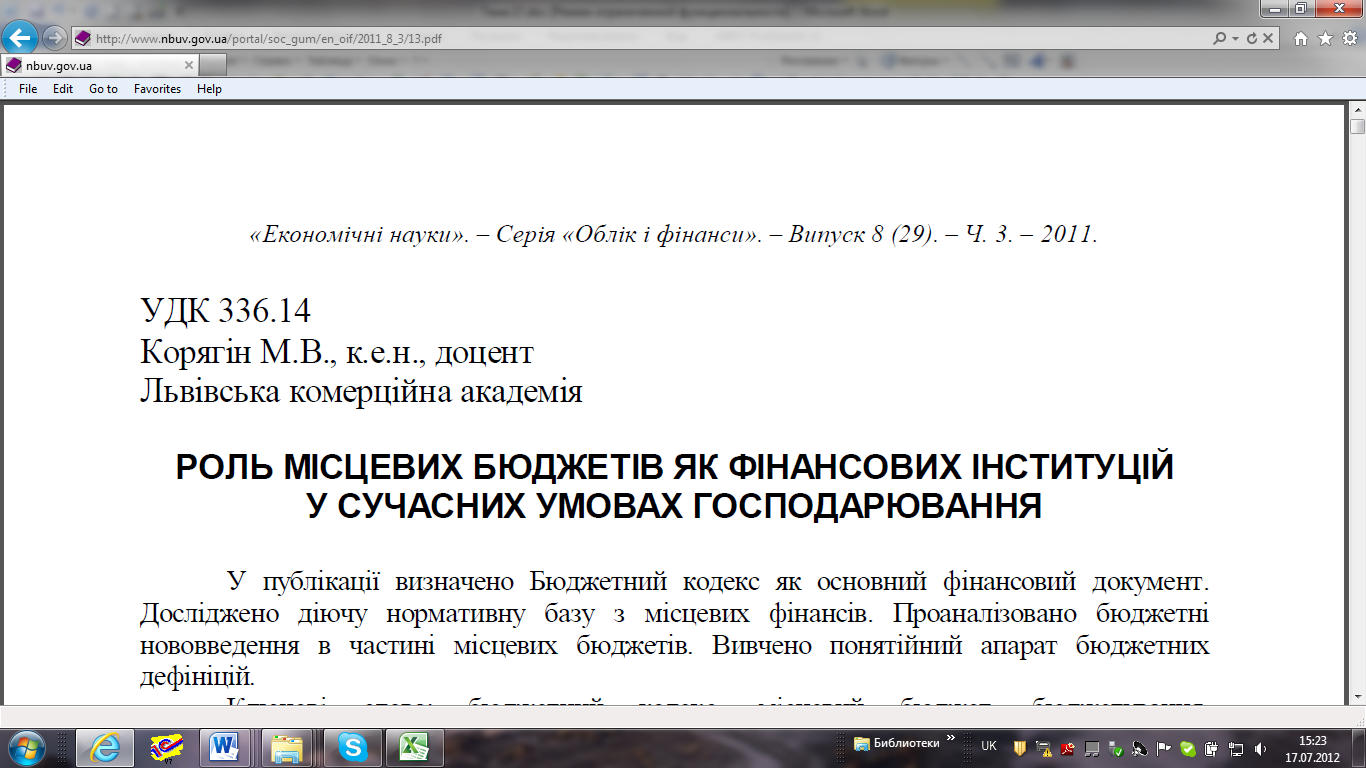 http://www.nbuv.gov.ua/portal/soc_gum/en_oif/2011_8_3/13.pdf
nbuv.gov.ua
File Edit Go to Favorites Help
«Економічні науки». – Серія «Облік і фінанси». – Випуск 8 (29). – Ч. 3. – 2011.
УДК 336.14
Корягін М.В., к.е.н., доцент
Львівська комерційна академія
РОЛЬ МІСЦЕВИХ БЮДЖЕТІВ ЯК ФІНАНСОВИХ ІНСТИТУЦІЙ
У СУЧАСНИХ УМОВАХ ГОСПОДАРЮВАННЯ
У публікації визначено Бюджетний кодекс як основний фінансовий документ.
Досліджено діючу нормативну базу з місцевих фінансів. Проаналізовано бюджетні
нововведення в частині місцевих бюджетів. Вивчено понятійний апарат бюджетних
дефініцій.
Библиотеки » UK 15:23
17.07.2012